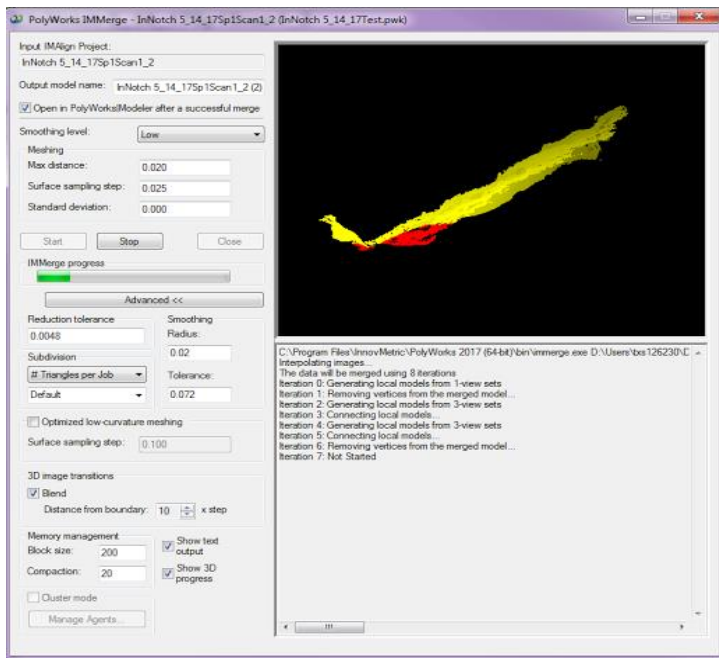 PolyWorks IMMerge - InNotch 5_14_17Sp1Scan1_2 (InNotch 5_14_17Test.pwk)
Input IMAlign Project:
InNotch 5_14_17Sp1Scan1_2
Output model name: InNotch 5_14_17Sp1Scan1_2 (2)
Open in PolyWorks|Modeler after a successful merge
Smoothing level: Low
Meshing
Max distance: 0.020
Surface sampling step: 0.025
Standard deviation: 0.000
Start Stop Close
IMMerge progress
Advanced <<
Reduction tolerance
0.0048
Subdivision
# Triangles per Job
Default
Smoothing
Radius:
0.02
Tolerance:
0.072
Optimized low-curvature meshing
Surface sampling step: 0.100
3D image transitions
Blend
Distance from boundary: 10 x step
Memory management
Block size: 200
Compaction: 20
Show text output
Show 3D progress
Cluster mode
Manage Agents...
C:\Program Files\InnovMetric\PolyWorks 2017 (64-bit)\bin\immerge.exe D:\Users\txs126230\D
Interpolating images...
The data will be merged using 8 iterations
Iteration 0: Generating local models from 1-view sets
Iteration 1: Removing vertices from the merged model...
Iteration 2: Generating local models from 3-view sets
Iteration 3: Connecting local models...
Iteration 4: Generating local models from 3-view sets
Iteration 5: Connecting local models...
Iteration 6: Removing vertices from the merged model...
Iteration 7: Not Started